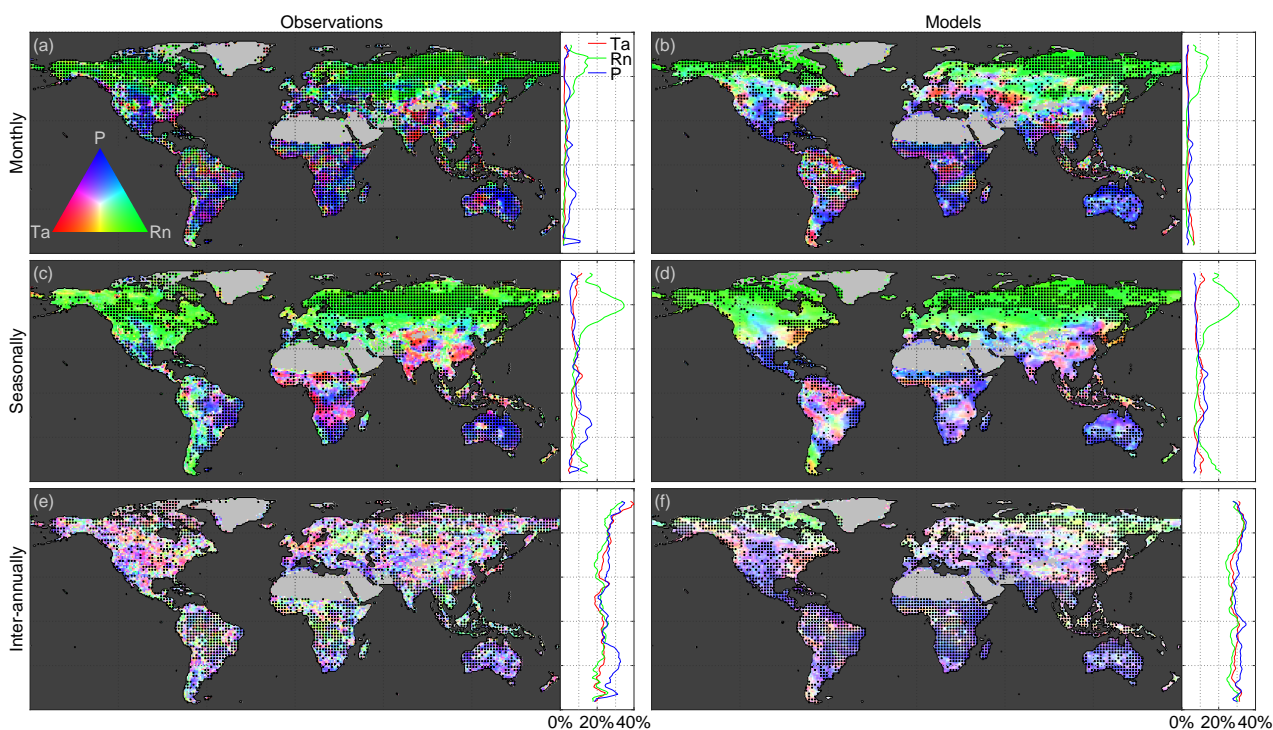 Observations
Models
Monthly
(a)
Ta
Rn
P
P
Ta
Rn
(b)
Seasonally
(c)
(d)
Inter-annually
(e)
(f)
0% 20% 40%
0% 20% 40%